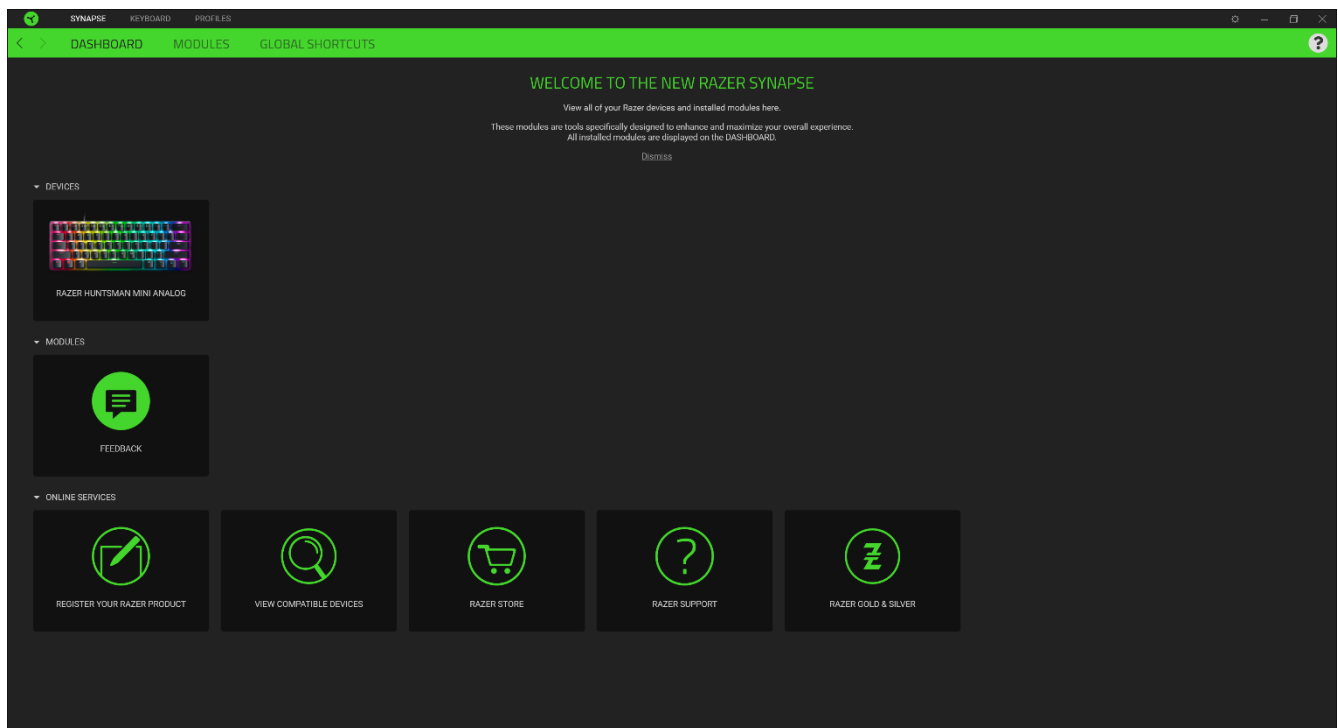 SYNAPSE KEYBOARD PROFILES
DASHBOARD MODULES GLOBAL SHORTCUTS ?
WELCOME TO THE NEW RAZER SYNAPSE
View all of your Razer devices and installed modules here.
These modules are tools specifically designed to enhance and maximize your overall experience.
All installed modules are displayed on the DASHBOARD.
Dismiss
DEVICES
RAZER HUNTSMAN MINI ANALOG
MODULES
FEEDBACK
ONLINE SERVICES
REGISTER YOUR RAZER PRODUCT VIEW COMPATIBLE DEVICES RAZER STORE RAZER SUPPORT RAZER GOLD & SILVER